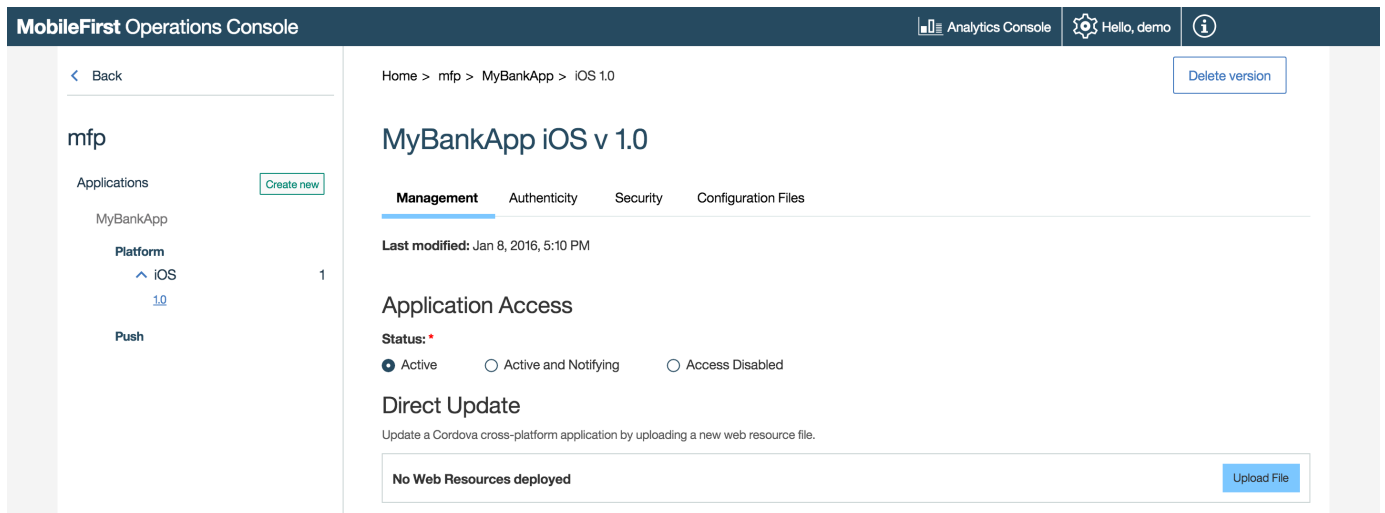 MobileFirst Operations Console
Analytics Console
Hello, demo
Back
Home > mfp > MyBankApp > iOS 1.0
Delete version
mfp
MyBankApp iOS v 1.0
Applications
Create new
Management Authenticity Security Configuration Files
MyBankApp
Last modified: Jan 8, 2016, 5:10 PM
Platform
iOS 1
1.0
Application Access
Push
Status: *
Active Active and Notifying Access Disabled
Direct Update
Update a Cordova cross-platform application by uploading a new web resource file.
No Web Resources deployed
Upload File